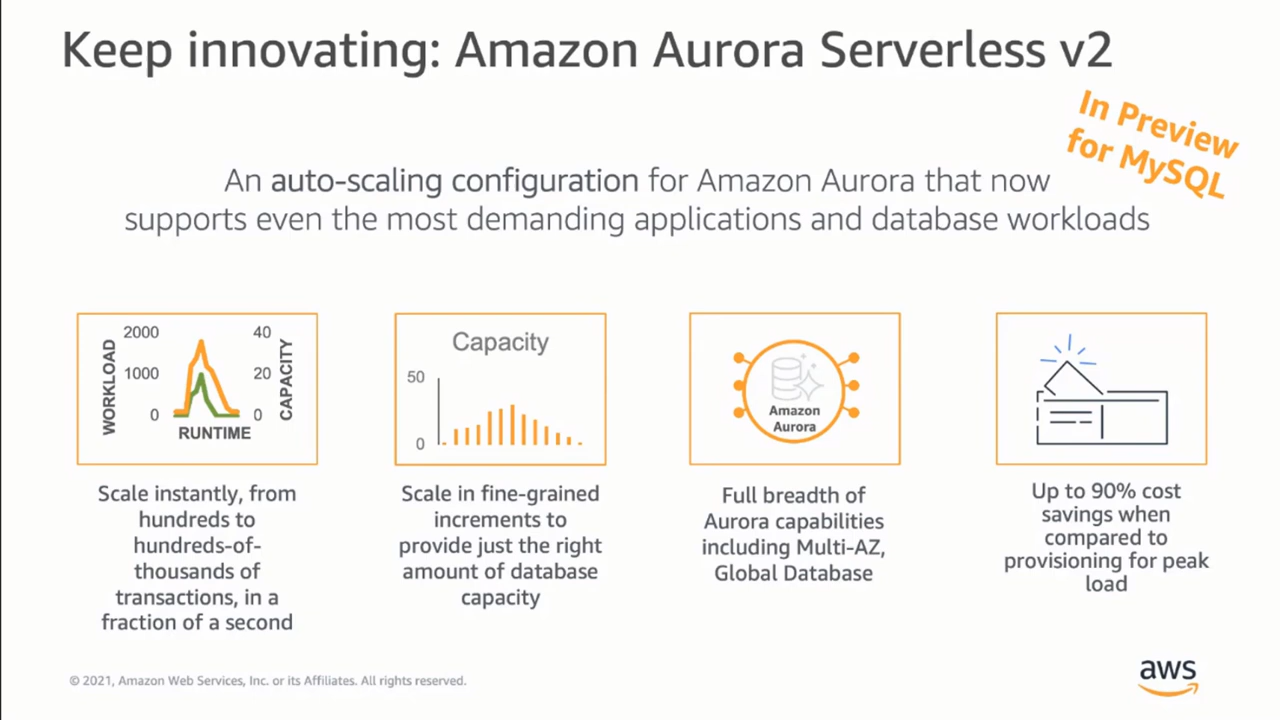 Keep innovating: Amazon Aurora Serverless v2
In Preview
for MySQL
An auto-scaling configuration for Amazon Aurora that now
supports even the most demanding applications and database workloads
WORKLOAD
2000
1000
0
40
20
0
CAPACITY
RUNTIME
Scale instantly, from
hundreds to
hundreds-of-
thousands of
transactions, in a
fraction of a second
Capacity
50
0
Scale in fine-grained
increments to
provide just the right
amount of database
capacity
Amazon
Aurora
Full breadth of
Aurora capabilities
including Multi-AZ,
Global Database
Up to 90% cost
savings when
compared to
provisioning for peak
load
© 2021, Amazon Web Services, Inc. or its Affiliates. All rights reserved.
aws